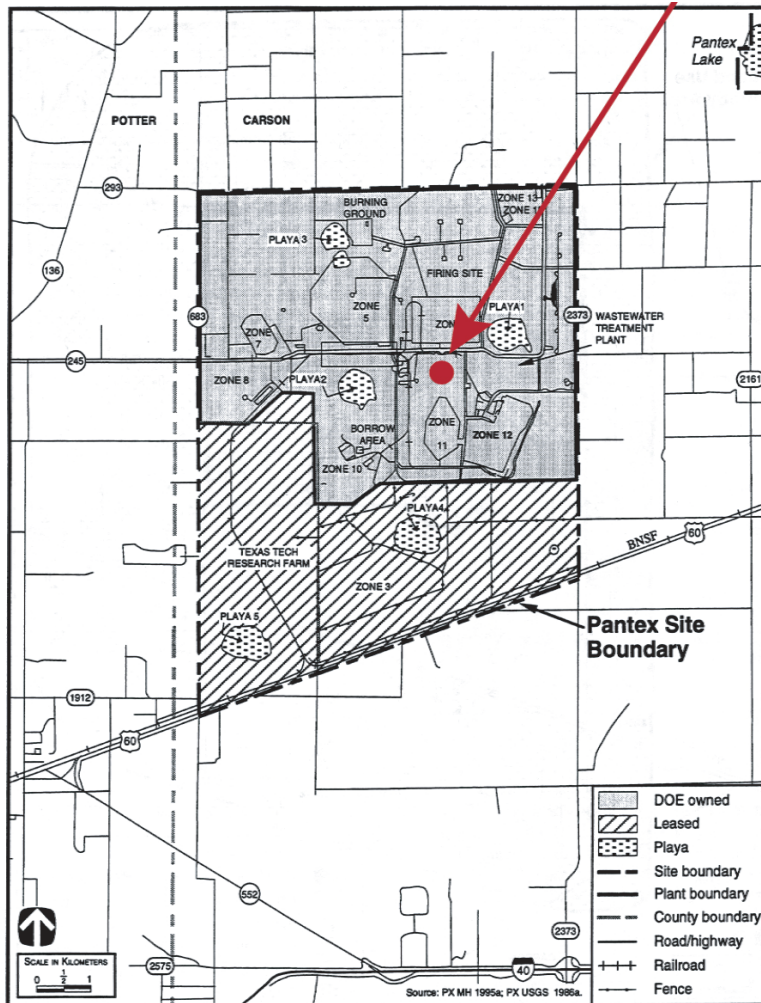 Pantex
Lake
POTTER
CARSON
293
BURNING
GROUND
ZONE 13
PLAYA 3
136
FIRING SITE
ZONE
5
683
PLAYA1
2373
WASTEWATER
TREATMENT
PLANT
ZONE
7
245
ZONE 8
PLAYA2
2161
ZONE
11
BORROW
AREA
ZONE 12
ZONE 10
PLAYA4
60
BNSF
TEXAS TECH
RESEARCH FARM
ZONE 3
PLAYA 5
Pantex Site
Boundary
1912
60
DOE owned
Leased
Playa
Site boundary
Plant boundary
County boundary
Road/highway
Railroad
Fence
552
2373
SCALE IN KILOMETERS
0 1/2 1
2575
40
Source: PX MH 1995a; PX USGS 1986a.